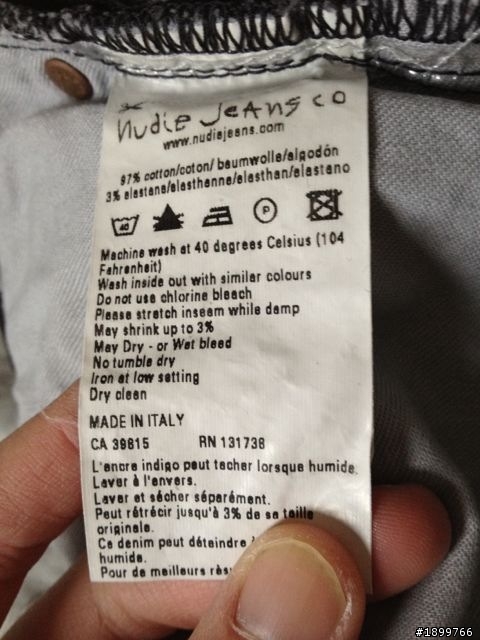 nudie jeans co
www.nudiejeans.com
97% cotton/coton/ baumwolle/algodón
3% elastane/elasthanne/elasthan/elastano
40
P
Machine wash at 40 degrees Celsius (104
Fahrenheit)
Wash inside out with similar colours
Do not use chlorine bleach
Please stretch inseam while damp
May shrink up to 3%
May Dry - or Wet bleed
No tumble dry
Iron at low setting
Dry clean
MADE IN ITALY
CA 39815 RN 131738
L'encre indigo peut tacher lorsque humide.
Laver à l'envers.
Laver et sécher séparément.
Peut rétrécir jusqu'à 3% de sa taille
originale.
Ce denim peut déteindre
humide.
Pour de meilleurs
#1899766